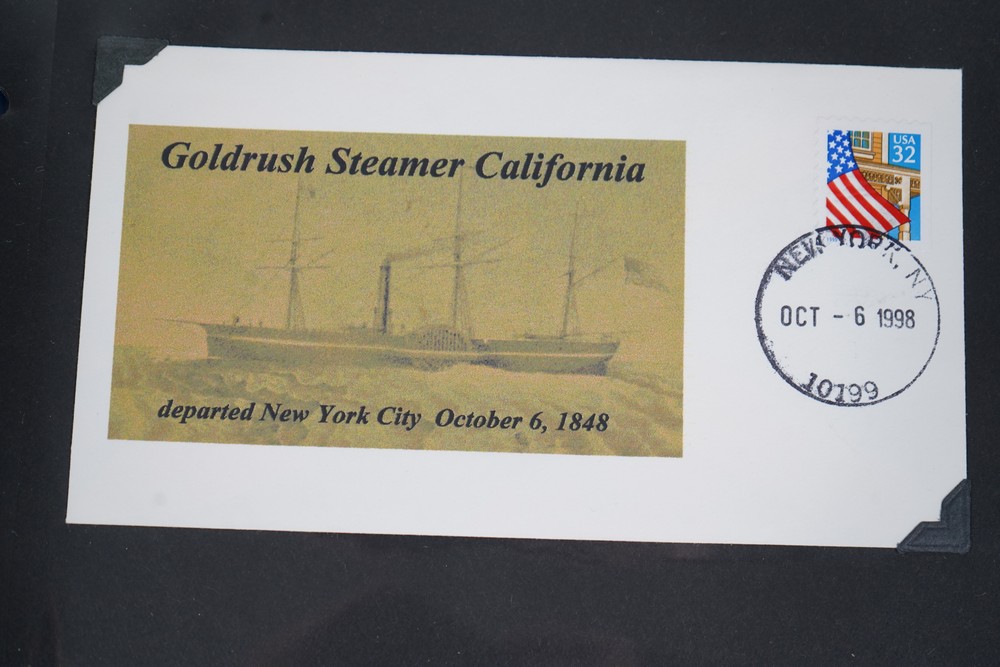 Goldrush Steamer California
departed New York City October 6, 1848
USA
32
NEW YORK, NY
OCT - 6 1998
10199